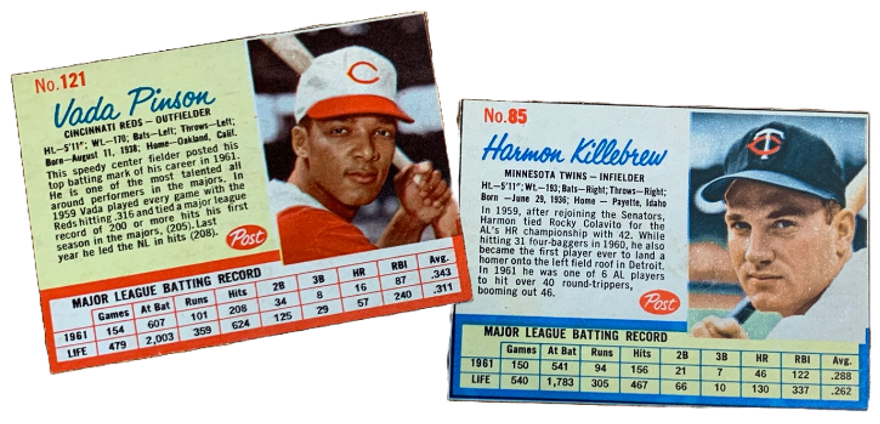 No.121
Vada Pinson
CINCINNATI REDS – OUTFIELDER
Ht.–5'11"; Wt.–170; Bats–Left; Throws–Left;
Born–August 11, 1938; Home–Oakland, Calif.
This speedy center fielder posted his
top batting mark of his career in 1961.
He is one of the most talented all
around performers in the majors. In
1959 Vada played every game with the
Reds hitting .316 and tied a major league
record of 200 or more hits his first
season in the majors, (205). Last
year he led the NL in hits (208).
Post
C
MAJOR LEAGUE BATTING RECORD
Games At Bat Runs Hits 2B 3B HR RBI Avg.
1961 154 607 101 208 34 8 16 87 .343
LIFE 479 2,003 359 624 125 29 57 240 .311
No.85
Harmon Killebrew
MINNESOTA TWINS – INFIELDER
Ht.–5'11"; Wt.–193; Bats–Right; Throws–Right;
Born –June 29, 1936; Home – Payette, Idaho
In 1959, after rejoining the Senators,
Harmon tied Rocky Colavito for the
AL's HR championship with 42. While
hitting 31 four-baggers in 1960, he also
became the first player ever to land a
homer onto the left field roof in Detroit.
In 1961 he was one of 6 AL players
to hit over 40 round-trippers,
booming out 46.
Post
TC
MAJOR LEAGUE BATTING RECORD
Games At Bat Runs Hits 2B 3B HR RBI Avg.
1961 150 541 94 156 21 7 46 122 .288
LIFE 540 1,783 305 467 66 10 130 337 .262